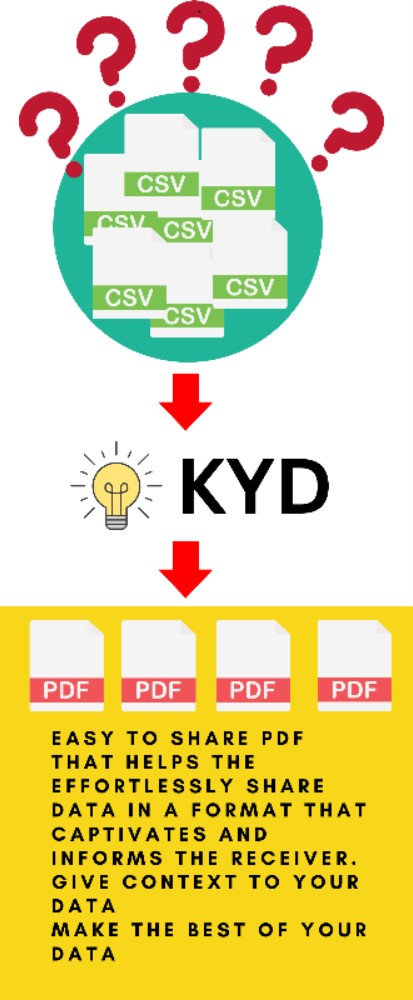 CSV
CSV
CSV
CSV
CSV
CSV
CSV
KYD
PDF PDF PDF PDF
EASY TO SHARE PDF
THAT HELPS THE
EFFORTLESSLY SHARE
DATA IN A FORMAT THAT
CAPTIVATES AND
INFORMS THE RECEIVER.
GIVE CONTEXT TO YOUR
DATA
MAKE THE BEST OF YOUR
DATA